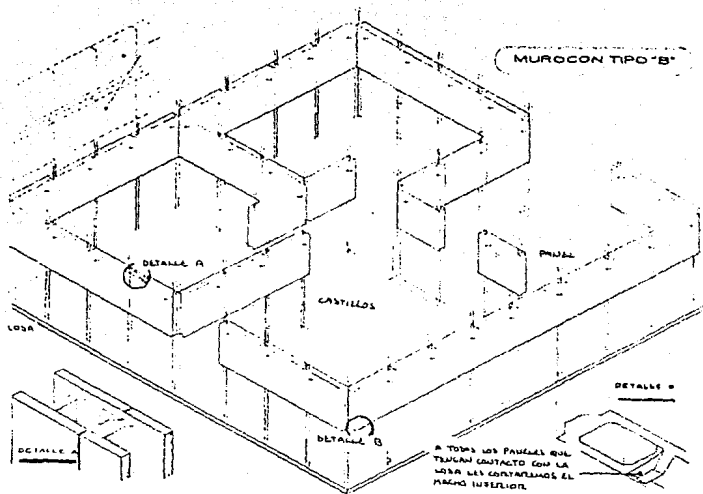 MUROCON TIPO "B"
DETALLE A
PANEL
CASTILLOS
LOSA
DETALLE B
DETALLE B
DETALLE A
A TODOS LOS PANELES QUE
TENGAN CONTACTO CON LA
LOSA LES CORTAREMOS EL
MACHO INFERIOR